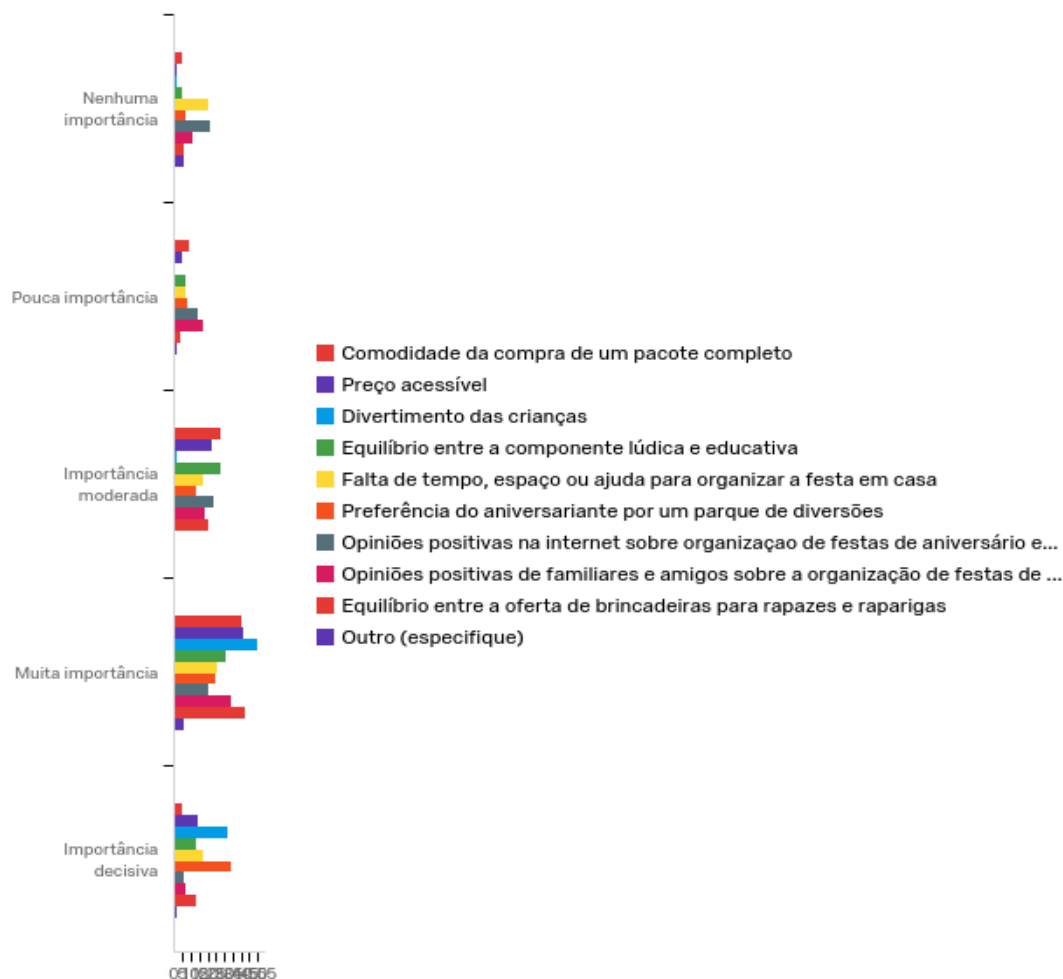 Nenhuma
importância
Pouca importância
Importância
moderada
Muita importância
Importância
decisiva
Comodidade da compra de um pacote completo
Preço acessível
Divertimento das crianças
Equilíbrio entre a componente lúdica e educativa
Falta de tempo, espaço ou ajuda para organizar a festa em casa
Preferência do aniversariante por um parque de diversões
Opiniões positivas na internet sobre organizaçao de festas de aniversário e...
Opiniões positivas de familiares e amigos sobre a organização de festas de ...
Equilíbrio entre a oferta de brincadeiras para rapazes e raparigas
Outro (especifique)